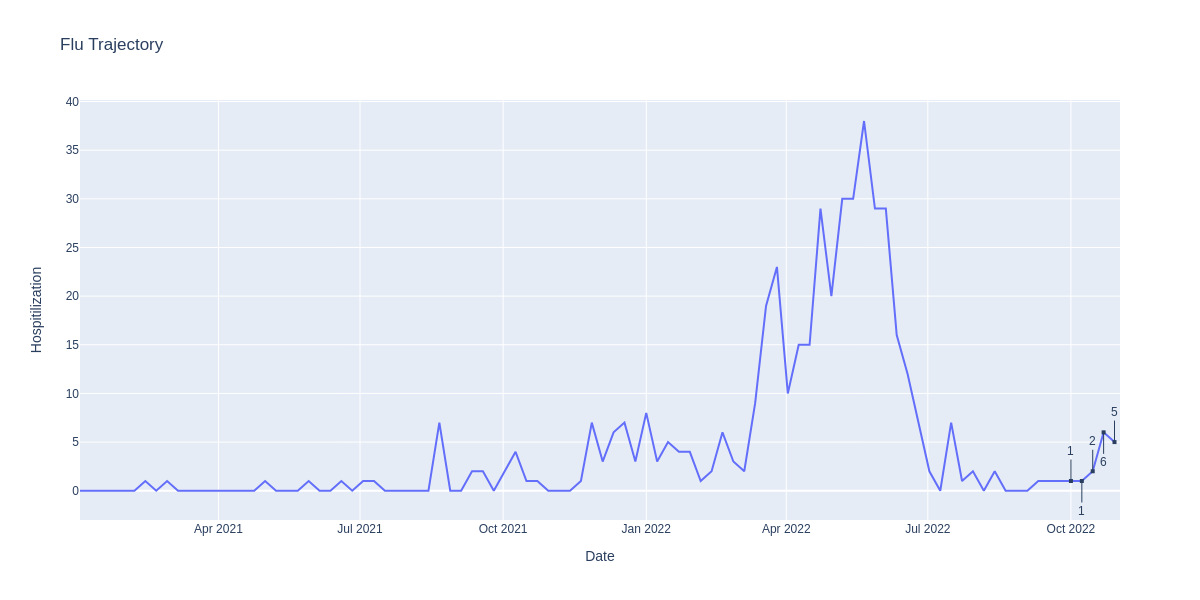 Flu Trajectory
40
35
30
25
20
15
10
5
0
Hospitilization
1
1
2
6
5
Apr 2021
Jul 2021
Oct 2021
Jan 2022
Apr 2022
Jul 2022
Oct 2022
Date